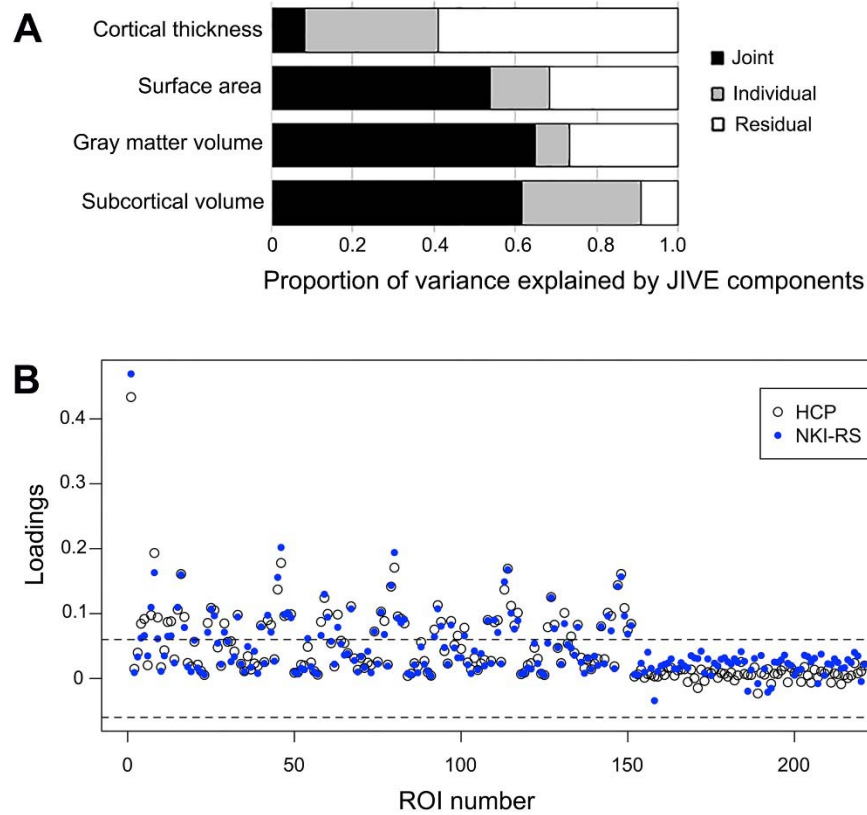 A
Cortical thickness
Surface area
Gray matter volume
Subcortical volume
Joint
Individual
Residual
0 0.2 0.4 0.6 0.8 1.0
Proportion of variance explained by JIVE components
B
HCP
NKI-RS
0.4
0.3
0.2
0.1
0
Loadings
0 50 100 150 200
ROI number